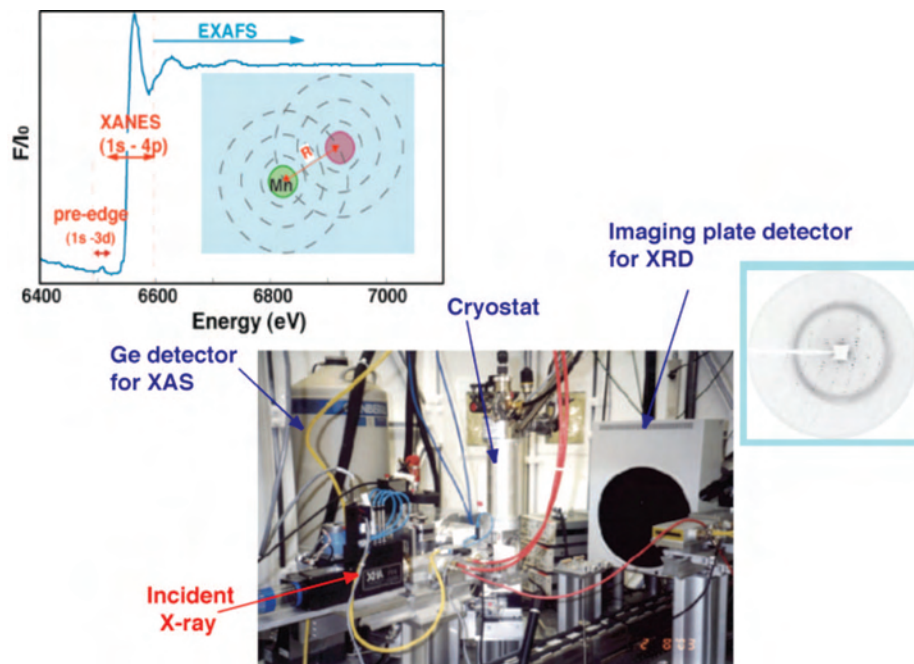 EXAFS
XANES
(1s - 4p)
F/I₀
R
Mn
pre-edge
(1s -3d)
6400
6600
6800
7000
Energy (eV)
Imaging plate detector
for XRD
Cryostat
Ge detector
for XAS
Incident
X-ray
XIA